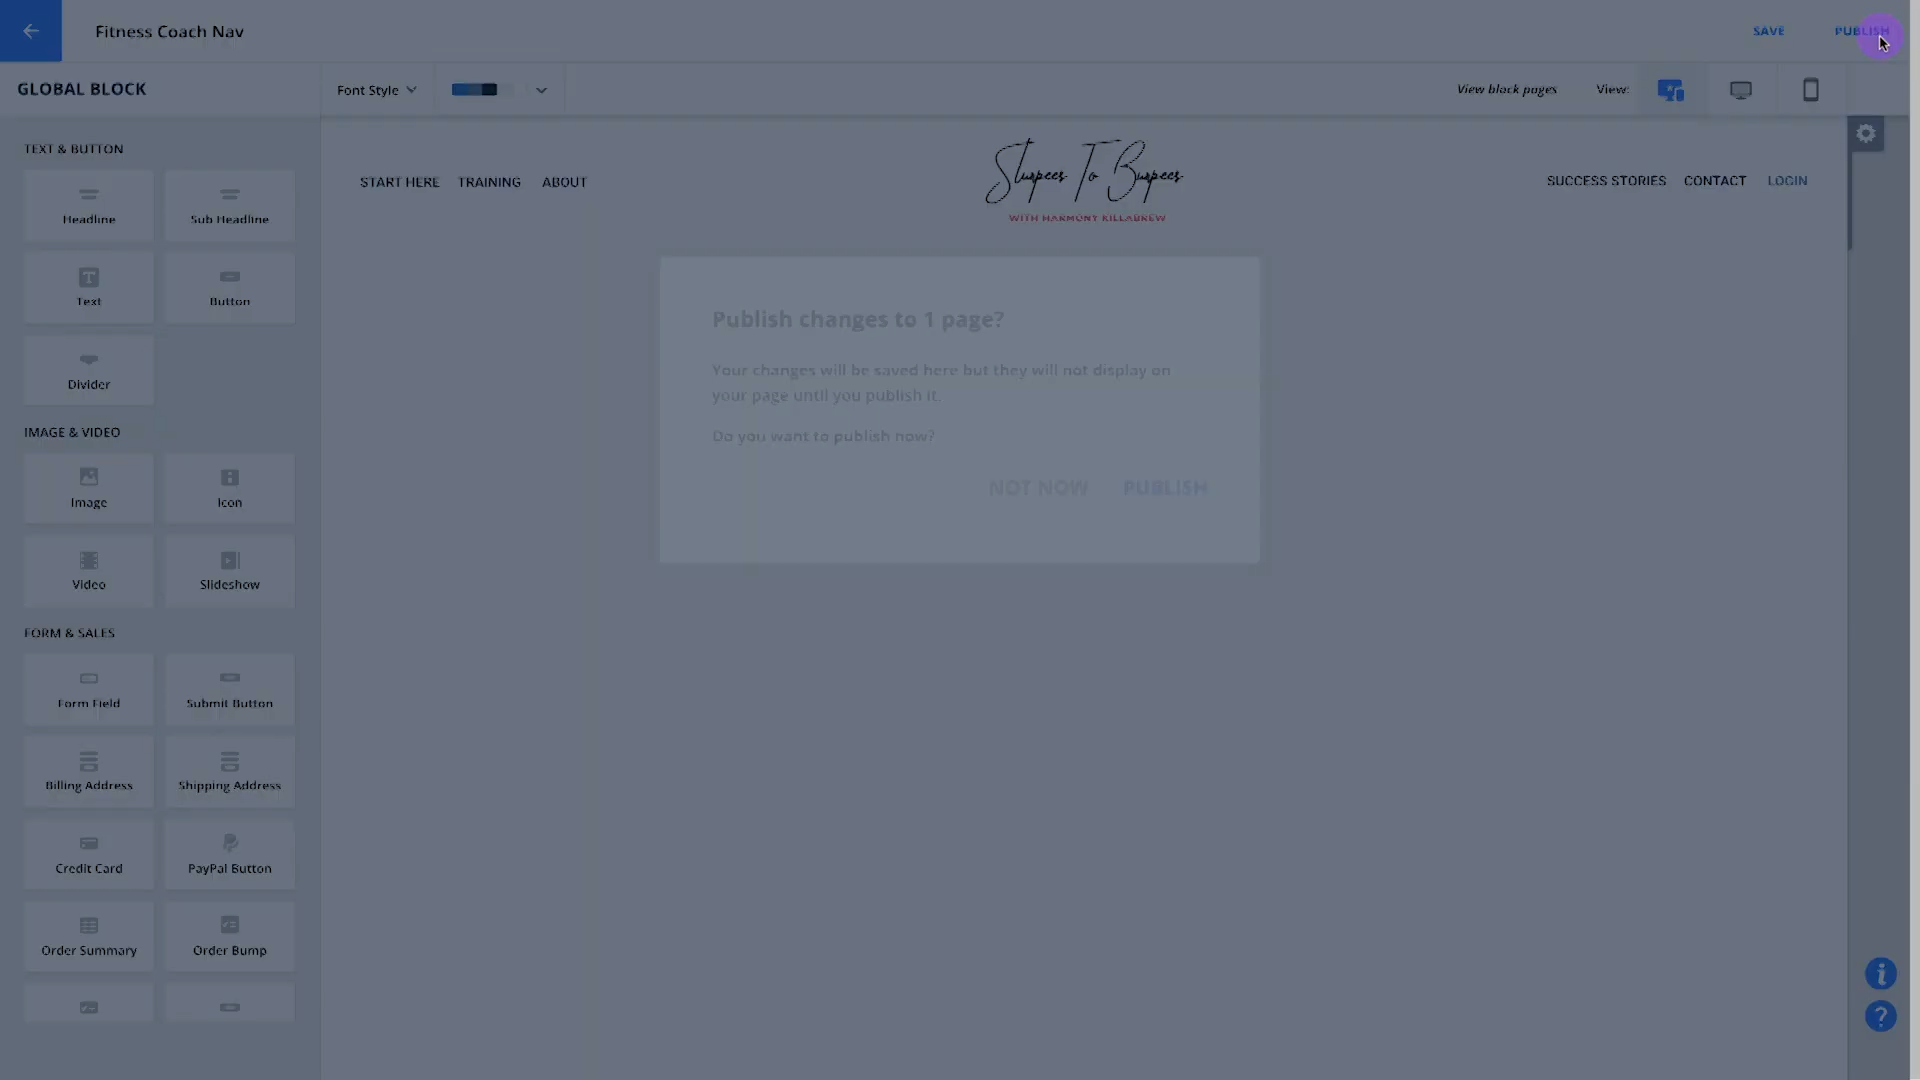 Fitness Coach Nav
SAVE
PUBLISH
GLOBAL BLOCK
Font Style
View block pages
View:
TEXT & BUTTON
Headline
Sub Headline
Text
Button
Divider
IMAGE & VIDEO
Image
Icon
Video
Slideshow
FORM & SALES
Form Field
Submit Button
Billing Address
Shipping Address
Credit Card
PayPal Button
Order Summary
Order Bump
START HERE
TRAINING
ABOUT
Slurpees To Burpees
WITH HARMONY KILLABREW
SUCCESS STORIES
CONTACT
LOGIN
Publish changes to 1 page?
Your changes will be saved here but they will not display on
your page until you publish it.
Do you want to publish now?
NOT NOW
PUBLISH